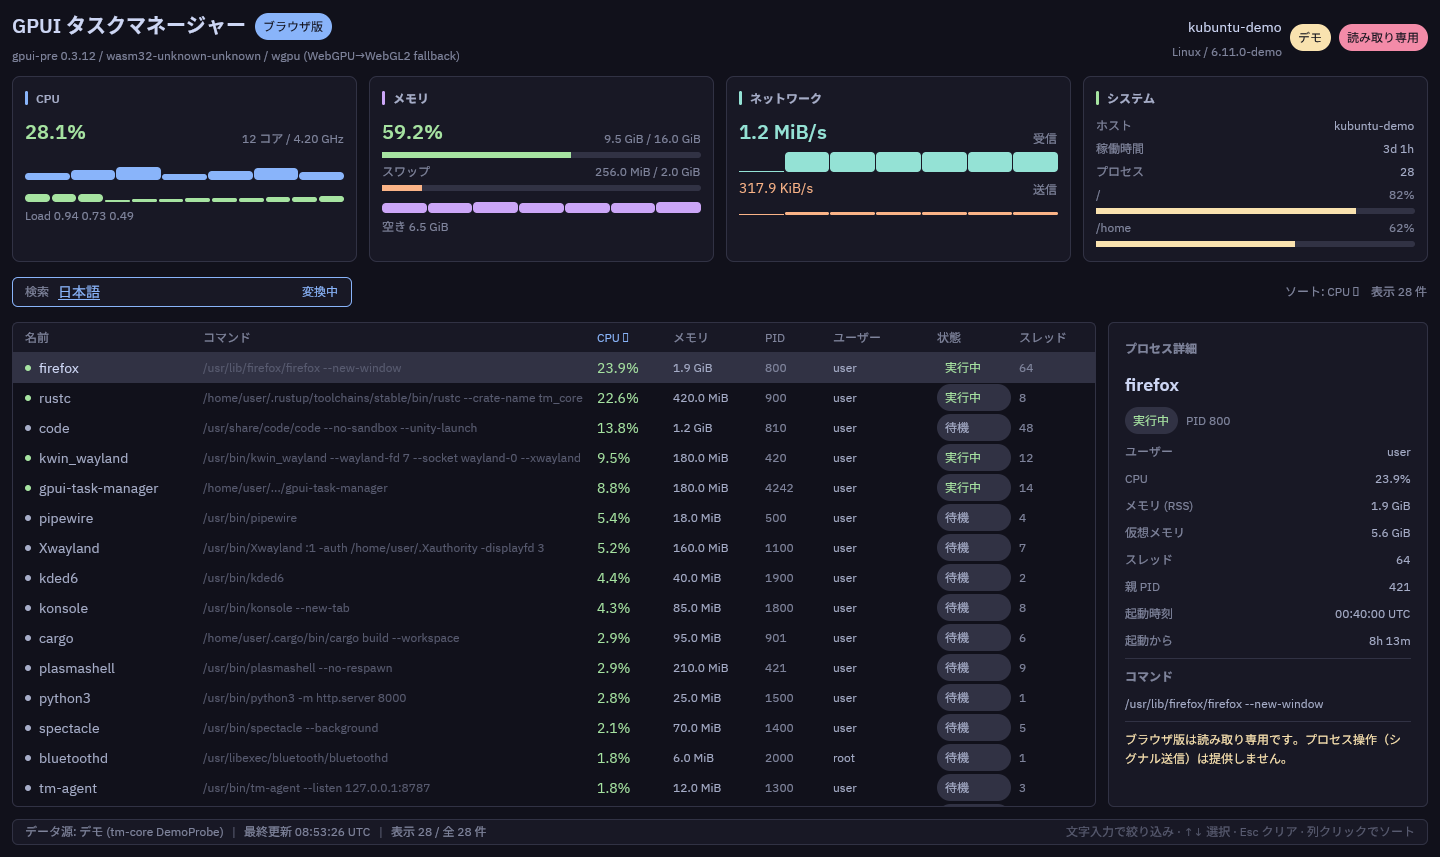 GPUI タスクマネージャー ブラウザ版
gpui-pre 0.3.12 / wasm32-unknown-unknown / wgpu (WebGPU→WebGL2 fallback)
kubuntu-demo
Linux / 6.11.0-demo
デモ 読み取り専用
CPU
28.1% 12 コア / 4.20 GHz
Load 0.94 0.73 0.49
メモリ
59.2% 9.5 GiB / 16.0 GiB
スワップ 256.0 MiB / 2.0 GiB
空き 6.5 GiB
ネットワーク
1.2 MiB/s 受信
317.9 KiB/s 送信
システム
ホスト kubuntu-demo
稼働時間 3d 1h
プロセス 28
/ 82%
/home 62%
検索 日本語 変換中
ソート: CPU 表示 28 件
名前 コマンド CPU メモリ PID ユーザー 状態 スレッド
firefox /usr/lib/firefox/firefox --new-window 23.9% 1.9 GiB 800 user 実行中 64
rustc /home/user/.rustup/toolchains/stable/bin/rustc --crate-name tm_core 22.6% 420.0 MiB 900 user 実行中 8
code /usr/share/code/code --no-sandbox --unity-launch 13.8% 1.2 GiB 810 user 待機 48
kwin_wayland /usr/bin/kwin_wayland --wayland-fd 7 --socket wayland-0 --xwayland 9.5% 180.0 MiB 420 user 実行中 12
gpui-task-manager /home/user/.../gpui-task-manager 8.8% 180.0 MiB 4242 user 実行中 14
pipewire /usr/bin/pipewire 5.4% 18.0 MiB 500 user 待機 4
Xwayland /usr/bin/Xwayland :1 -auth /home/user/.Xauthority -displayfd 3 5.2% 160.0 MiB 1100 user 待機 7
kded6 /usr/bin/kded6 4.4% 40.0 MiB 1900 user 待機 2
konsole /usr/bin/konsole --new-tab 4.3% 85.0 MiB 1800 user 待機 8
cargo /home/user/.cargo/bin/cargo build --workspace 2.9% 95.0 MiB 901 user 待機 6
plasmashell /usr/bin/plasmashell --no-respawn 2.9% 210.0 MiB 421 user 待機 9
python3 /usr/bin/python3 -m http.server 8000 2.8% 25.0 MiB 1500 user 待機 1
spectacle /usr/bin/spectacle --background 2.1% 70.0 MiB 1400 user 待機 5
bluetoothd /usr/libexec/bluetooth/bluetoothd 1.8% 6.0 MiB 2000 root 待機 1
tm-agent /usr/bin/tm-agent --listen 127.0.0.1:8787 1.8% 12.0 MiB 1300 user 待機 3
プロセス詳細
firefox
実行中 PID 800
ユーザー user
CPU 23.9%
メモリ (RSS) 1.9 GiB
仮想メモリ 5.6 GiB
スレッド 64
親 PID 421
起動時刻 00:40:00 UTC
起動から 8h 13m
コマンド
/usr/lib/firefox/firefox --new-window
ブラウザ版は読み取り専用です。プロセス操作（シ
グナル送信）は提供しません。
データ源: デモ (tm-core DemoProbe) | 最終更新 08:53:26 UTC | 表示 28 / 全 28 件
文字入力で絞り込み · ↑↓ 選択 · Esc クリア · 列クリックでソート